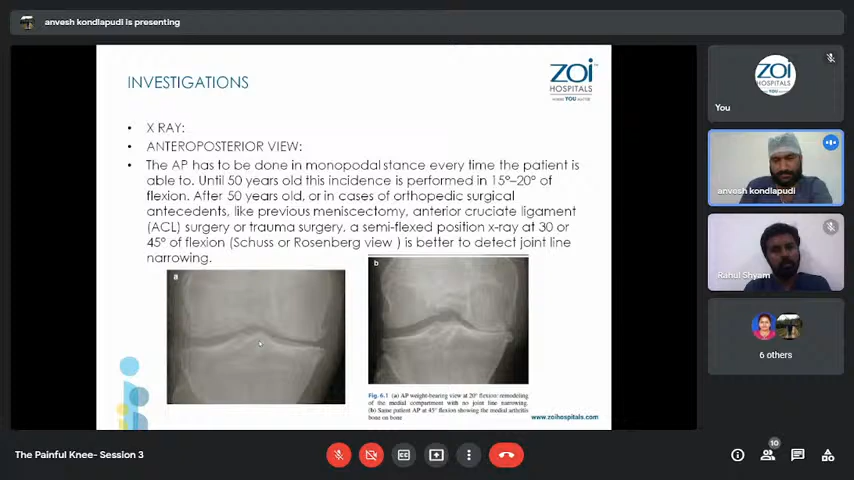 anvesh kondlapudi is presenting
INVESTIGATIONS
ZOI
HOSPITALS
WHERE YOU MATTER
• X RAY:
• ANTEROPOSTERIOR VIEW:
• The AP has to be done in monopodal stance every time the patient is
able to. Until 50 years old this incidence is performed in 15°–20° of
flexion. After 50 years old, or in cases of orthopedic surgical
antecedents, like previous meniscectomy, anterior cruciate ligament
(ACL) surgery or trauma surgery, a semi-flexed position x-ray at 30 or
45° of flexion (Schuss or Rosenberg view ) is better to detect joint line
narrowing.
a
b
Fig. 6.1 (a) AP weight-bearing view at 20° flexion: remodeling
of the medial compartment with no joint line narrowing.
(b) Same patient AP at 45° flexion showing the medial arthritis
bone on bone
www.zoihospitals.com
ZOI
HOSPITALS
You
anvesh kondlapudi
Rahul Shyam
6 others
The Painful Knee- Session 3
10